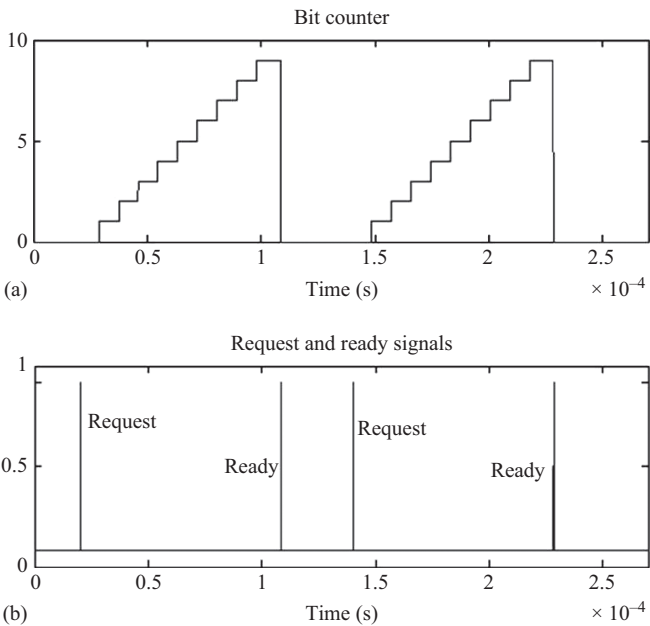 Bit counter
10
5
0
0 0.5 1 1.5 2 2.5
(a) Time (s) × 10–4
Request and ready signals
1
Request Request
Ready Ready
0.5
0
0 0.5 1 1.5 2 2.5
(b) Time (s) × 10–4